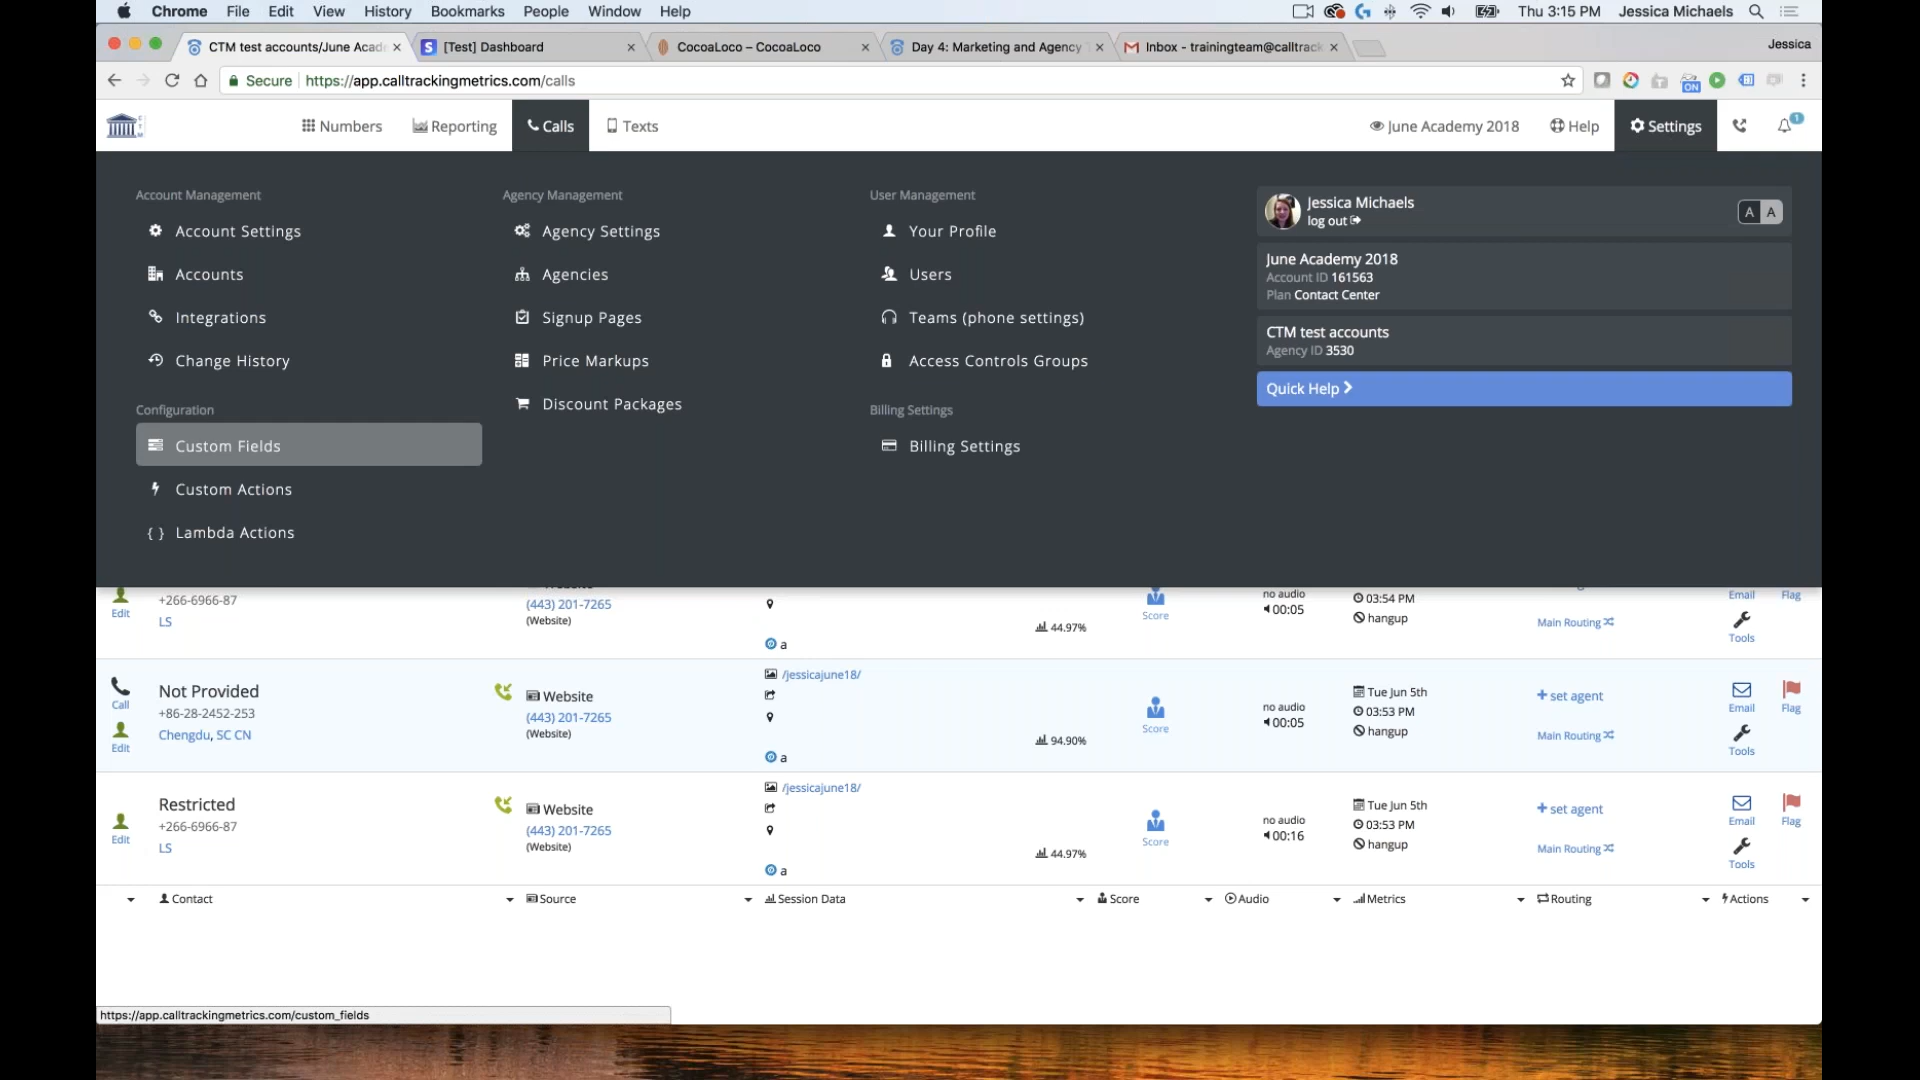 Chrome File Edit View History Bookmarks People Window Help Thu 3:15 PM Jessica Michaels
CTM test accounts/June Acad [Test] Dashboard CocoaLoco – CocoaLoco Day 4: Marketing and Agency Inbox - trainingteam@calltrack Jessica
Secure https://app.calltrackingmetrics.com/calls ON
Numbers Reporting Calls Texts June Academy 2018 Help Settings 1
Account Management
Account Settings
Accounts
Integrations
Change History
Configuration
Custom Fields
Custom Actions
{ } Lambda Actions
Agency Management
Agency Settings
Agencies
Signup Pages
Price Markups
Discount Packages
User Management
Your Profile
Users
Teams (phone settings)
Access Controls Groups
Billing Settings
Billing Settings
Jessica Michaels
log out
A A
June Academy 2018
Account ID 161563
Plan Contact Center
CTM test accounts
Agency ID 3530
Quick Help
Edit
+266-6966-87
LS
(443) 201-7265
(Website)
a
44.97%
Score
no audio
00:05
03:54 PM
hangup
Main Routing
Email
Flag
Tools
Call
Edit
Not Provided
+86-28-2452-253
Chengdu, SC CN
Website
(443) 201-7265
(Website)
/jessicajune18/
a
94.90%
Score
no audio
00:05
Tue Jun 5th
03:53 PM
hangup
+ set agent
Main Routing
Email
Flag
Tools
Edit
Restricted
+266-6966-87
LS
Website
(443) 201-7265
(Website)
/jessicajune18/
a
44.97%
Score
no audio
00:16
Tue Jun 5th
03:53 PM
hangup
+ set agent
Main Routing
Email
Flag
Tools
Contact Source Session Data Score Audio Metrics Routing Actions
https://app.calltrackingmetrics.com/custom_fields